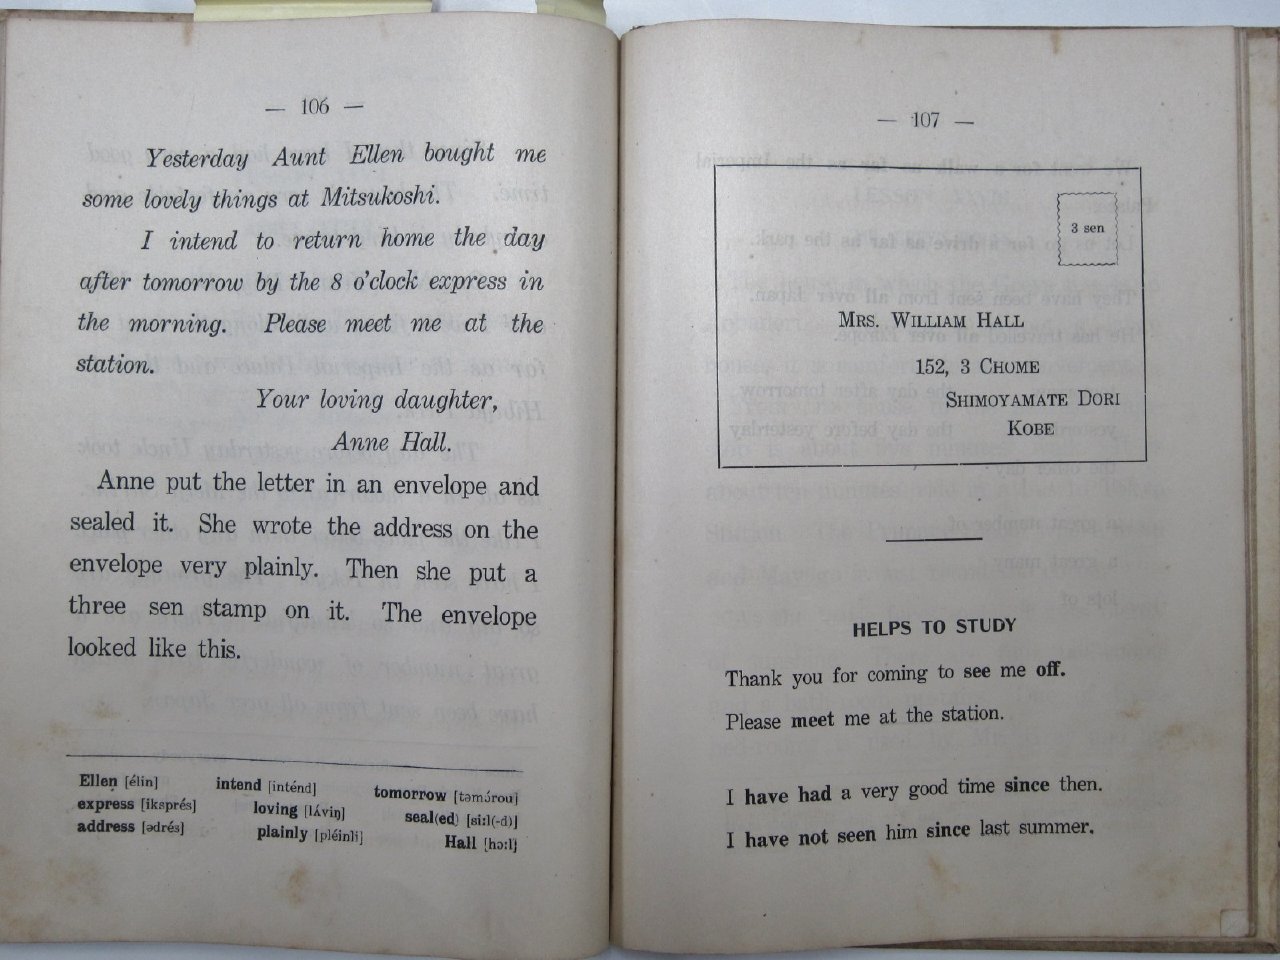 — 106 —
Yesterday Aunt Ellen bought me
some lovely things at Mitsukoshi.
I intend to return home the day
after tomorrow by the 8 o'clock express in
the morning. Please meet me at the
station.
Your loving daughter,
Anne Hall.
Anne put the letter in an envelope and
sealed it. She wrote the address on the
envelope very plainly. Then she put a
three sen stamp on it. The envelope
looked like this.
Ellen [élin] intend [inténd] tomorrow [təmɔ́rou]
express [iksprés] loving [lʌ́viŋ] seal(ed) [si:l(-d)]
address [ədrés] plainly [pléinli] Hall [hɔ:l]
— 107 —
3 sen
MRS. WILLIAM HALL
152, 3 CHOME
SHIMOYAMATE DORI
KOBE
HELPS TO STUDY
Thank you for coming to see me off.
Please meet me at the station.
I have had a very good time since then.
I have not seen him since last summer.